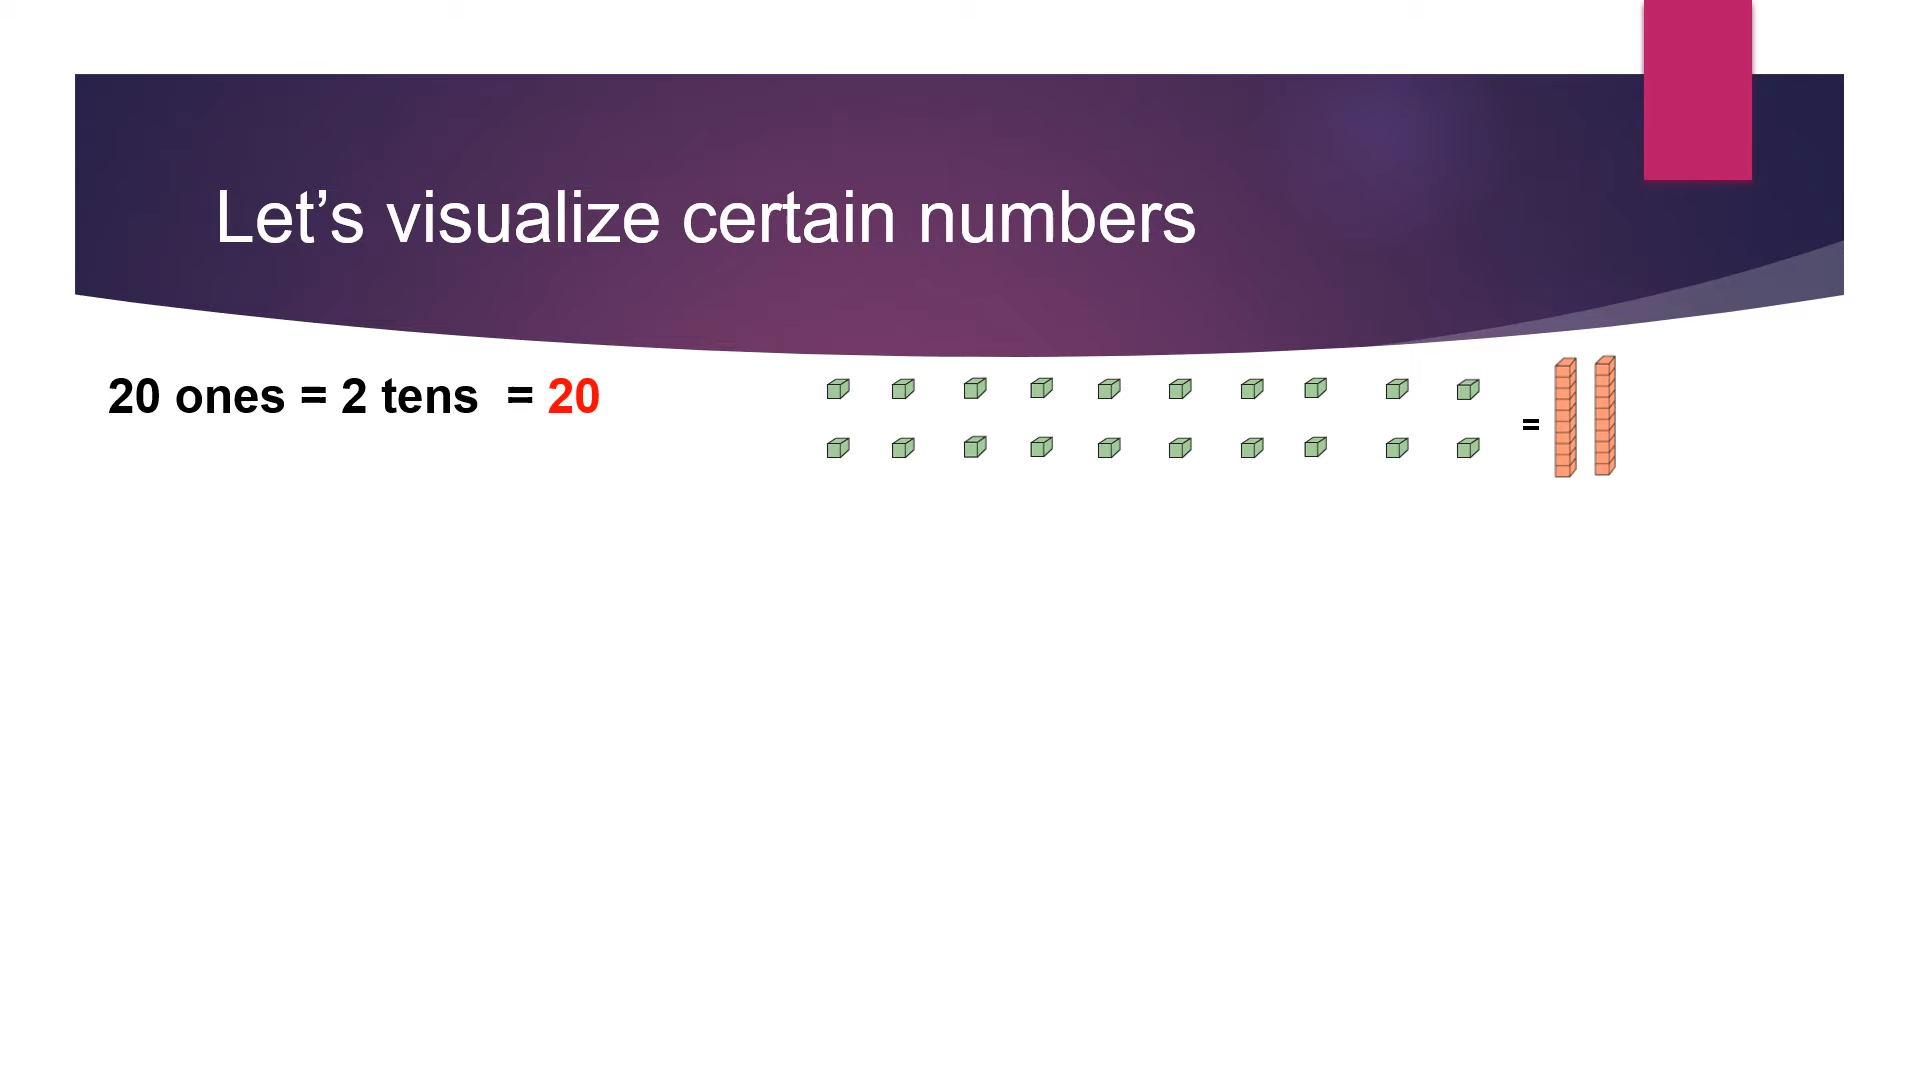 Let’s visualize certain numbers
20 ones = 2 tens = 20
=